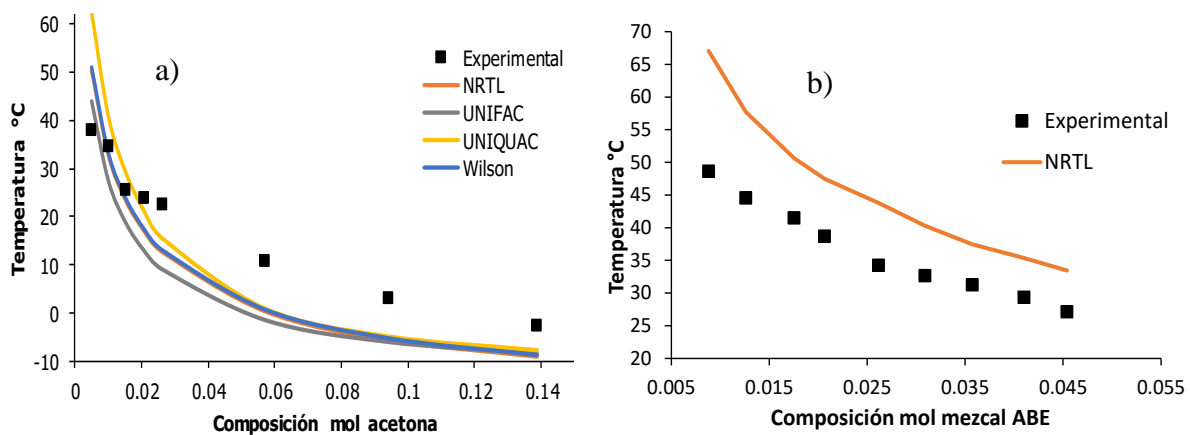 60
50
40
30
20
10
0
-10
Temperatura °C
a)
Experimental
NRTL
UNIFAC
UNIQUAC
Wilson
0 0.02 0.04 0.06 0.08 0.1 0.12 0.14
Composición mol acetona
70
65
60
55
50
45
40
35
30
25
20
Temperatura °C
b)
Experimental
NRTL
0.005 0.015 0.025 0.035 0.045 0.055
Composición mol mezcal ABE